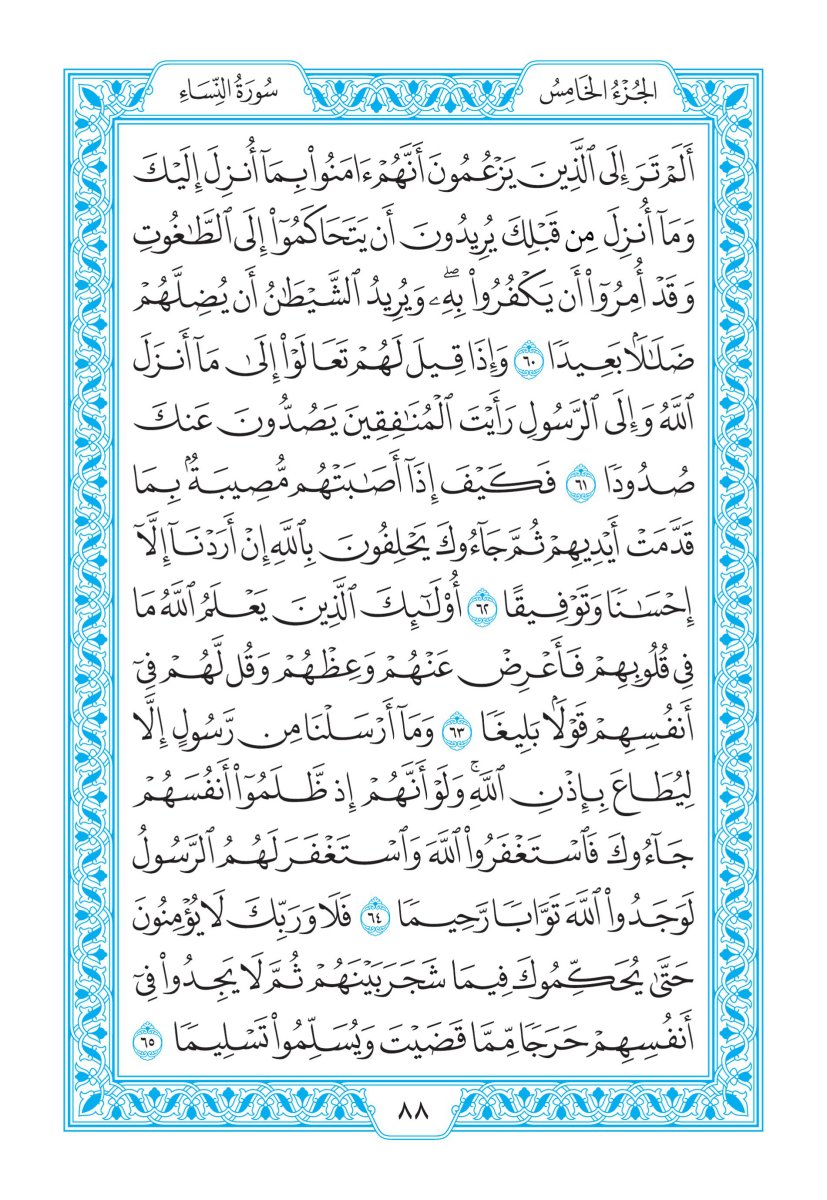 الجُزْءُ الخَامِسُ
سُورَةُ النِّسَاءِ
أَلَمْ تَرَ إِلَى ٱلَّذِينَ يَزْعُمُونَ أَنَّهُمْ ءَامَنُوا۟ بِمَآ أُنزِلَ إِلَيْكَ
وَمَآ أُنزِلَ مِن قَبْلِكَ يُرِيدُونَ أَن يَتَحَاكَمُوٓا۟ إِلَى ٱلطَّـٰغُوتِ
وَقَدْ أُمِرُوٓا۟ أَن يَكْفُرُوا۟ بِهِۦۖ وَيُرِيدُ ٱلشَّيْطَـٰنُ أَن يُضِلَّهُمْ
ضَلَـٰلَۢا بَعِيدًا ٦٠ وَإِذَا قِيلَ لَهُمْ تَعَالَوْا۟ إِلَىٰ مَآ أَنزَلَ
ٱللَّهُ وَإِلَى ٱلرَّسُولِ رَأَيْتَ ٱلْمُنَـٰفِقِينَ يَصُدُّونَ عَنكَ
صُدُودًا ٦١ فَكَيْفَ إِذَآ أَصَـٰبَتْهُم مُّصِيبَةٌۢ بِمَا
قَدَّمَتْ أَيْدِيهِمْ ثُمَّ جَآءُوكَ يَحْلِفُونَ بِٱللَّهِ إِنْ أَرَدْنَآ إِلَّآ
إِحْسَـٰنًا وَتَوْفِيقًا ٦٢ أُو۟لَـٰٓئِكَ ٱلَّذِينَ يَعْلَمُ ٱللَّهُ مَا
فِى قُلُوبِهِمْ فَأَعْرِضْ عَنْهُمْ وَعِظْهُمْ وَقُل لَّهُمْ فِىٓ
أَنفُسِهِمْ قَوْلَۢا بَلِيغًا ٦٣ وَمَآ أَرْسَلْنَا مِن رَّسُولٍ إِلَّا
لِيُطَاعَ بِإِذْنِ ٱللَّهِۚ وَلَوْ أَنَّهُمْ إِذ ظَّلَمُوٓا۟ أَنفُسَهُمْ
جَآءُوكَ فَٱسْتَغْفَرُوا۟ ٱللَّهَ وَٱسْتَغْفَرَ لَهُمُ ٱلرَّسُولُ
لَوَجَدُوا۟ ٱللَّهَ تَوَّابًا رَّحِيمًا ٦٤ فَلَا وَرَبِّكَ لَا يُؤْمِنُونَ
حَتَّىٰ يُحَكِّمُوكَ فِيمَا شَجَرَ بَيْنَهُمْ ثُمَّ لَا يَجِدُوا۟ فِىٓ
أَنفُسِهِمْ حَرَجًا مِّمَّا قَضَيْتَ وَيُسَلِّمُوا۟ تَسْلِيمًا ٦٥
٨٨